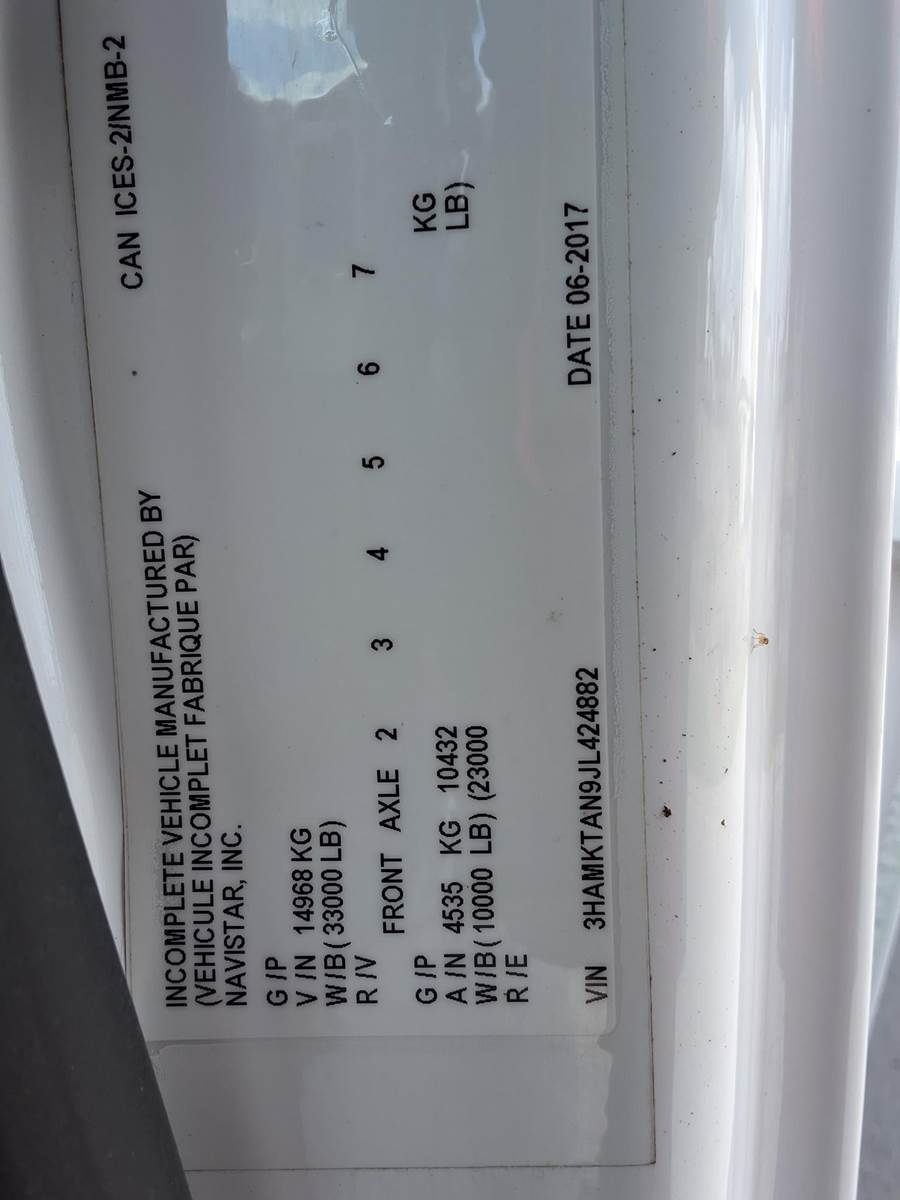 CAN ICES-2/NMB-2
INCOMPLETE VEHICLE MANUFACTURED BY
(VEHICULE INCOMPLET FABRIQUE PAR)
NAVISTAR, INC.
G /P
V /N 14968 KG
W/B( 33000 LB)
R /V
FRONT AXLE 2 3 4 5 6 7
G /P
A /N 4535 KG 10432 KG
W/B( 10000 LB) (23000 LB)
R /E
VIN 3HAMKTAN9JL424882 DATE 06-2017